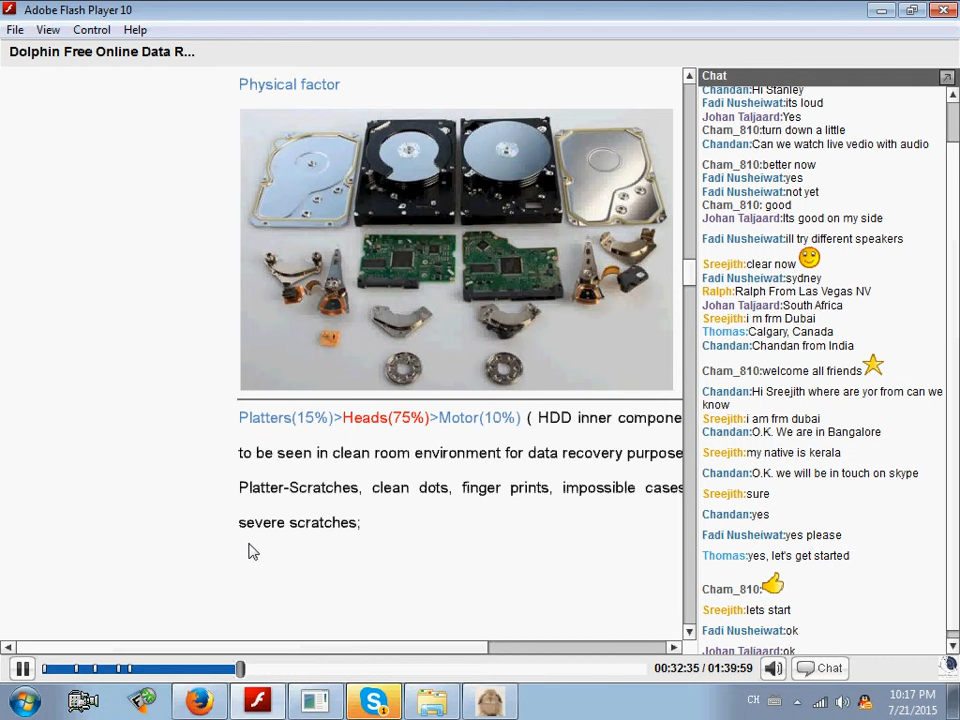 Adobe Flash Player 10
File View Control Help
Dolphin Free Online Data R...
Physical factor
Platters(15%)>Heads(75%)>Motor(10%) ( HDD inner compone
to be seen in clean room environment for data recovery purpose
Platter-Scratches, clean dots, finger prints, impossible cases
severe scratches;
Chat
Chandan:Hi Stanley
Fadi Nusheiwat:its loud
Johan Taljaard:Yes
Cham_810:turn down a little
Chandan:Can we watch live vedio with audio
Cham_810:better now
Fadi Nusheiwat:yes
Fadi Nusheiwat:not yet
Cham_810: good
Johan Taljaard:Its good on my side
Fadi Nusheiwat:ill try different speakers
Sreejith:clear now
Fadi Nusheiwat:sydney
Ralph:Ralph From Las Vegas NV
Johan Taljaard:South Africa
Sreejith:i m frm Dubai
Thomas:Calgary, Canada
Chandan:Chandan from India
Cham_810:welcome all friends
Chandan:Hi Sreejith where are yor from can we
know
Sreejith:i am frm dubai
Chandan:O.K. We are in Bangalore
Sreejith:my native is kerala
Chandan:O.K. we will be in touch on skype
Sreejith:sure
Chandan:yes
Fadi Nusheiwat:yes please
Thomas:yes, let's get started
Cham_810:
Sreejith:lets start
Fadi Nusheiwat:ok
Johan Taljaard:ok
00:32:35 / 01:39:59
Chat
CH
10:17 PM
7/21/2015